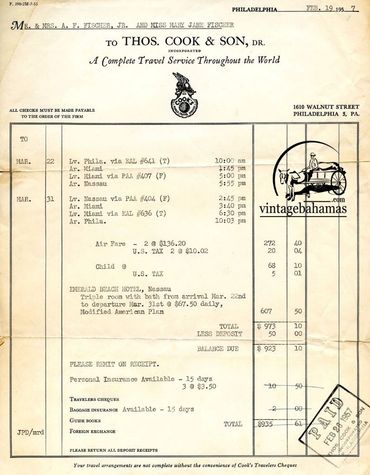 F. 190-2M-7-55
PHILADELPHIA FEB. 19 1957
MR. & MRS. A. F. FISCHER, JR. AND MISS MARY JANE FISCHER
TO THOS. COOK & SON, DR.
INCORPORATED
A Complete Travel Service Throughout the World
COOK'S
ALL CHECKS MUST BE MADE PAYABLE
TO THE ORDER OF THE FIRM
1610 WALNUT STREET
PHILADELPHIA 3, PA.
TO
MAR. 22 Lv. Phila. via EAL #641 (T) 10:00 am
Ar. Miami 1:45 pm
Lv. Miami via PAA #407 (F) 5:00 pm
Ar. Nassau 5:55 pm
MAR. 31 Lv. Nassau via PAA #404 (F) 2:45 pm
Ar. Miami 3:40 pm
Lv. Miami via EAL #636 (T) 6:30 pm
Ar. Phila. 10:03 pm
.com
vintagebahamas
Air Fare - 2 @ $136.20 272 40
U.S. TAX - 2 @ $10.02 20 04
Child @ 68 10
U.S. TAX 5 01
EMERALD BEACH HOTEL, Nassau
Triple room with bath from arrival Mar. 22nd
to departure Mar. 31st @ $67.50 daily,
Modified American Plan 607 50
TOTAL $ 973 10
LESS DEPOSIT 50 00
BALANCE DUE $ 923 10
PLEASE REMIT ON RECEIPT.
Personal Insurance Available - 15 days
3 @ $3.50 10 50
TRAVELERS CHEQUES
BAGGAGE INSURANCE Available - 15 days 2 00
GUIDE BOOKS
TOTAL $935 61
JPD/mrd FOREIGN EXCHANGE
PLEASE RETURN ALL DEPOSIT RECEIPTS
PAID
FEB 28 1957
THOS. COOK & SON
Your travel arrangements are not complete without the convenience of Cook's Travelers Cheques